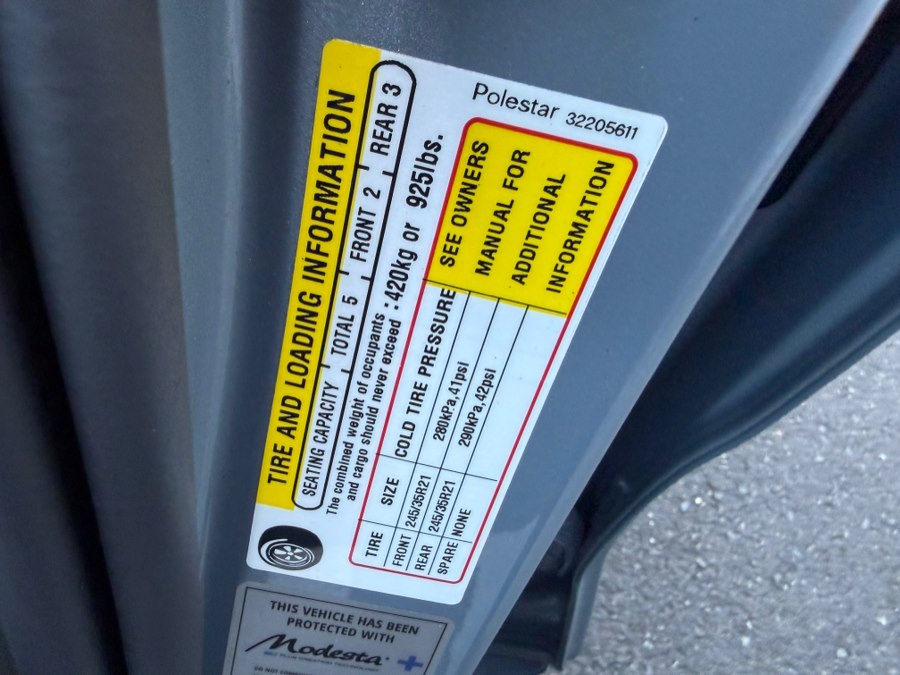 TIRE AND LOADING INFORMATION
SEATING CAPACITY TOTAL 5 FRONT 2 REAR 3
The combined weight of occupants
and cargo should never exceed : 420kg or 925lbs.
TIRE SIZE COLD TIRE PRESSURE
FRONT 245/35R21 280kPa,41psi
REAR 245/35R21 290kPa,42psi
SPARE NONE
SEE OWNERS
MANUAL FOR
ADDITIONAL
INFORMATION
Polestar 32205611
THIS VEHICLE HAS BEEN
PROTECTED WITH
Modesta